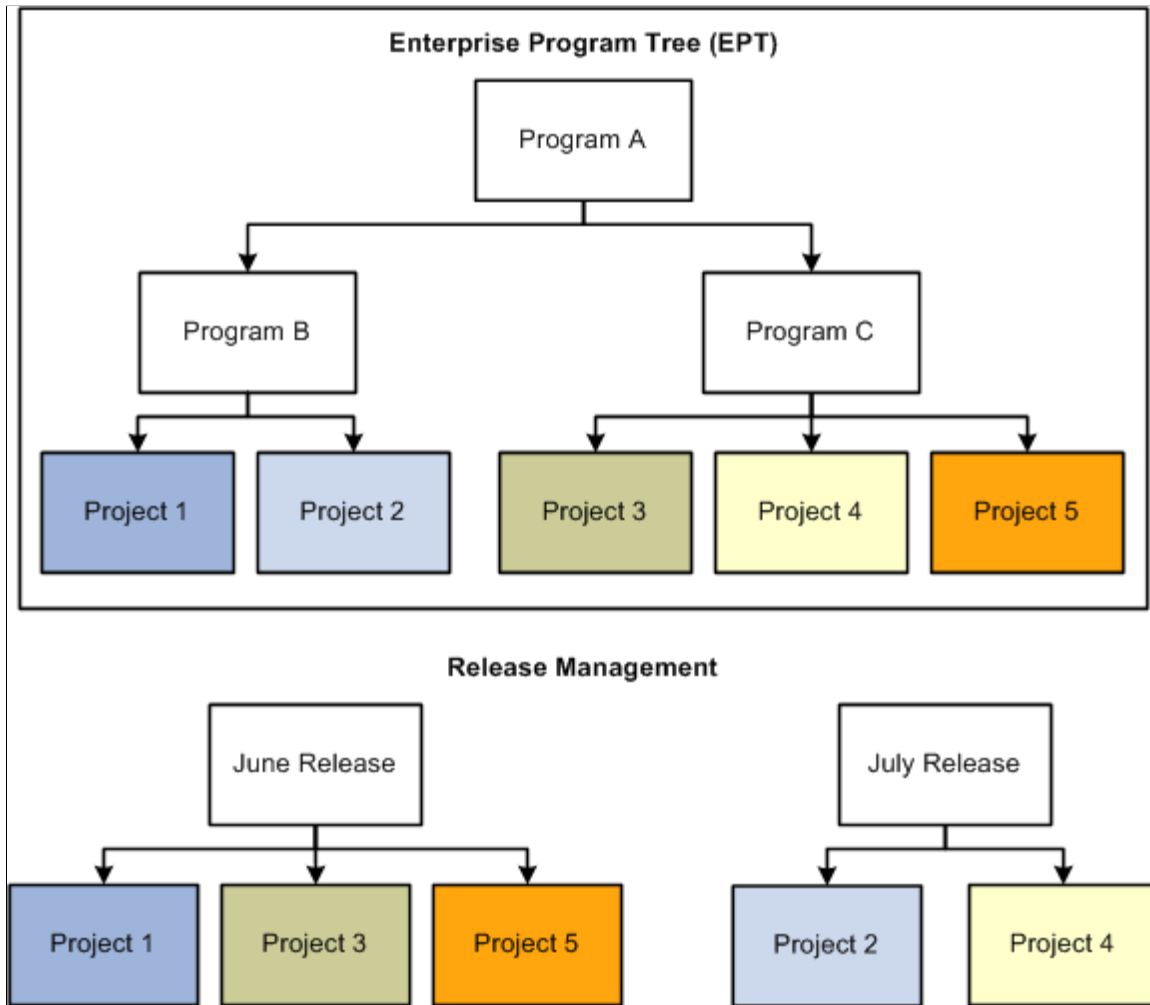 Enterprise Program Tree (EPT)
Program A
Program B
Program C
Project 1
Project 2
Project 3
Project 4
Project 5
Release Management
June Release
July Release
Project 1
Project 3
Project 5
Project 2
Project 4